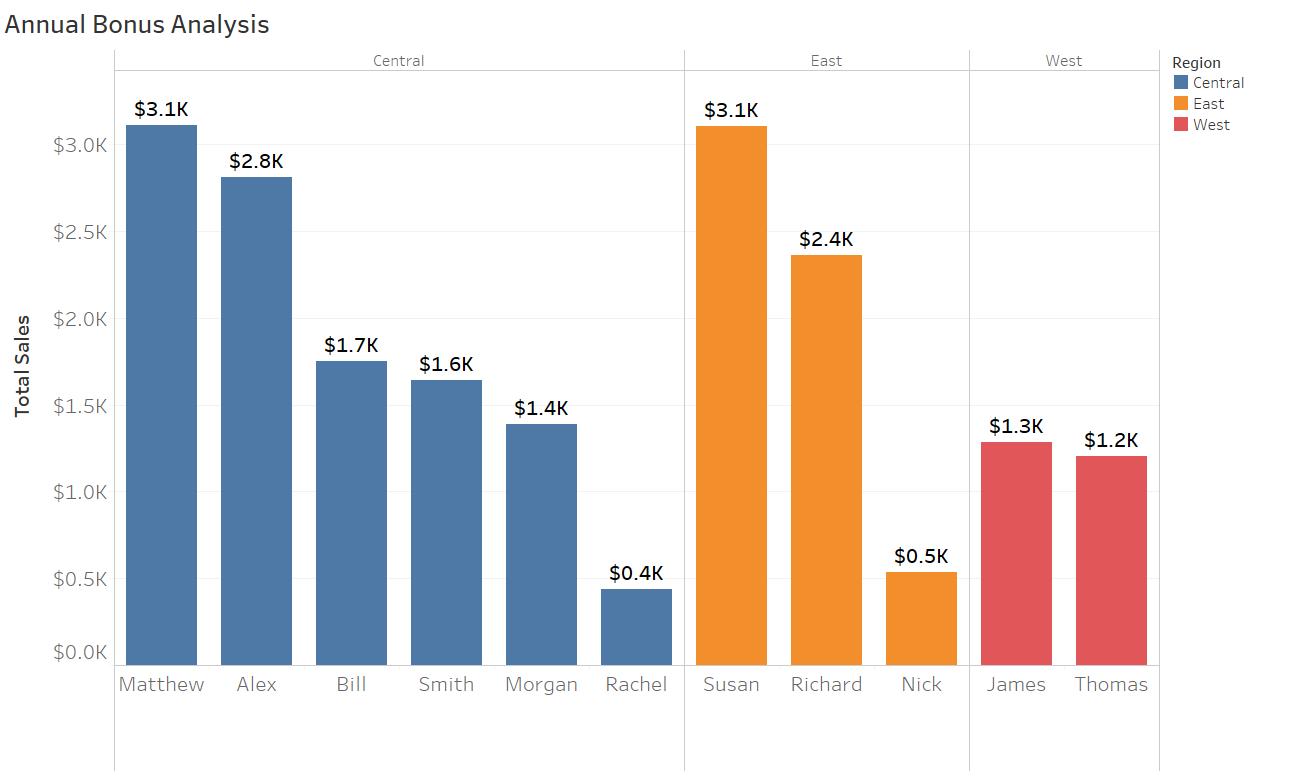 Annual Bonus Analysis
Central
East
West
Region
Central
East
West
Total Sales
$3.0K
$2.5K
$2.0K
$1.5K
$1.0K
$0.5K
$0.0K
$3.1K
$2.8K
$1.7K
$1.6K
$1.4K
$0.4K
$3.1K
$2.4K
$0.5K
$1.3K
$1.2K
Matthew
Alex
Bill
Smith
Morgan
Rachel
Susan
Richard
Nick
James
Thomas